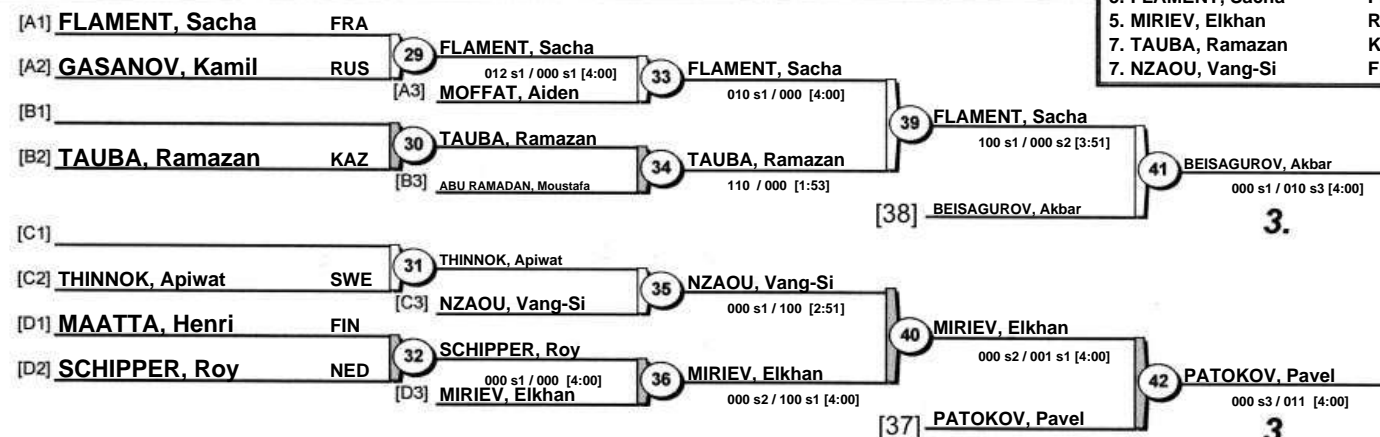 [A1] FLAMENT, Sacha FRA
[A2] GASANOV, Kamil RUS
29
FLAMENT, Sacha
012 s1 / 000 s1 [4:00]
[A3] MOFFAT, Aiden
33
FLAMENT, Sacha
010 s1 / 000 [4:00]
[B1]
[B2] TAUBA, Ramazan KAZ
30
TAUBA, Ramazan
[B3] ABU RAMADAN, Moustafa
34
TAUBA, Ramazan
110 / 000 [1:53]
39
FLAMENT, Sacha
100 s1 / 000 s2 [3:51]
[38] BEISAGUROV, Akbar
41
BEISAGUROV, Akbar
000 s1 / 010 s3 [4:00]
3.
[C1]
[C2] THINNOK, Apiwat SWE
31
THINNOK, Apiwat
[C3] NZAOU, Vang-Si
35
NZAOU, Vang-Si
000 s1 / 100 [2:51]
[D1] MAATTA, Henri FIN
[D2] SCHIPPER, Roy NED
32
SCHIPPER, Roy
000 s1 / 000 [4:00]
[D3] MIRIEV, Elkhan
36
MIRIEV, Elkhan
000 s2 / 100 s1 [4:00]
40
MIRIEV, Elkhan
000 s2 / 001 s1 [4:00]
[37] PATOKOV, Pavel
42
PATOKOV, Pavel
000 s3 / 011 [4:00]
3
5. FLAMENT, Sacha F
5. MIRIEV, Elkhan R
7. TAUBA, Ramazan K
7. NZAOU, Vang-Si F